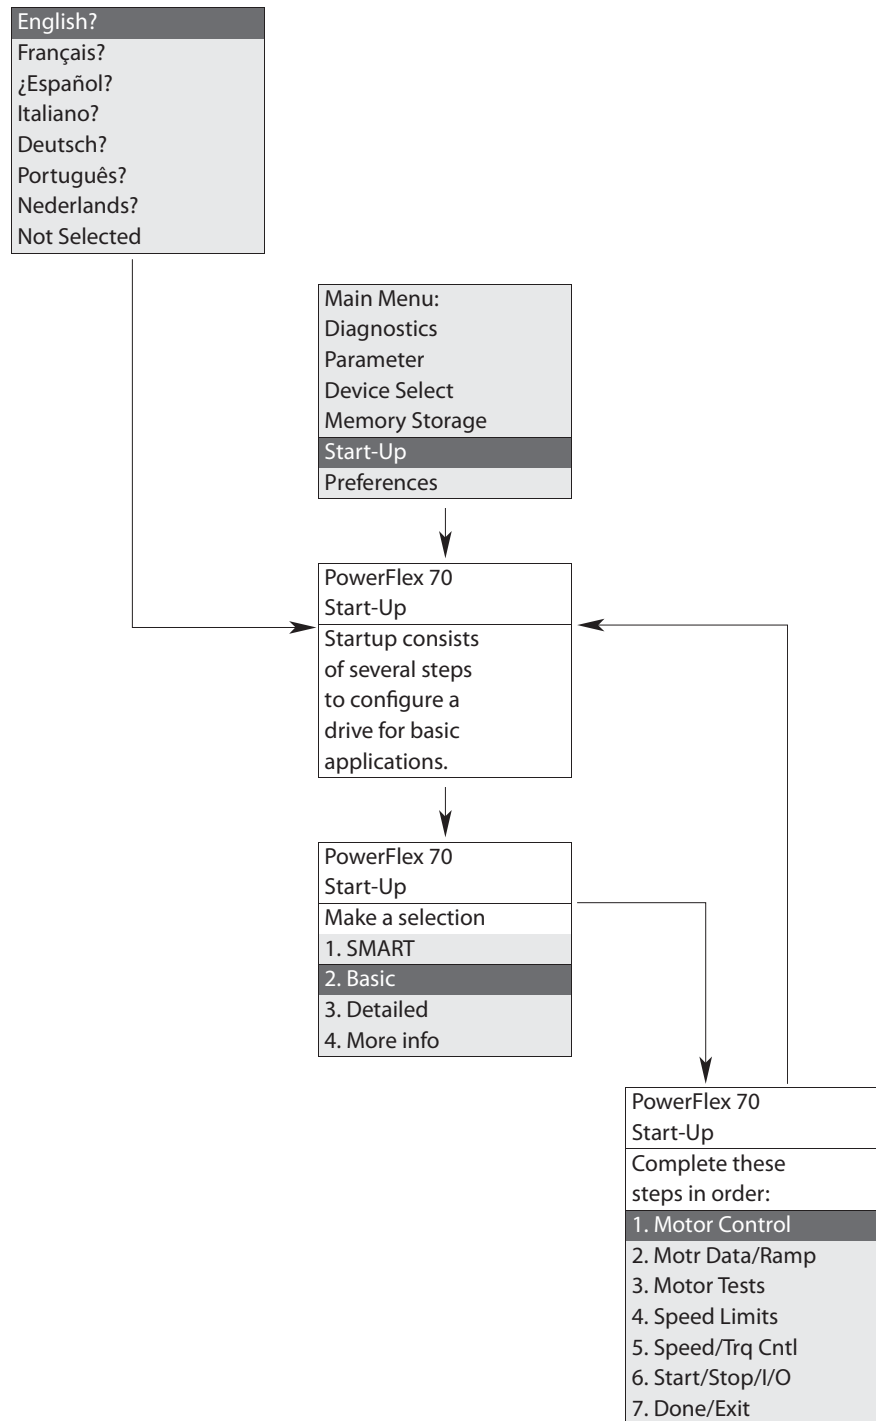 English?
Français?
¿Español?
Italiano?
Deutsch?
Português?
Nederlands?
Not Selected
Main Menu:
Diagnostics
Parameter
Device Select
Memory Storage
Start-Up
Preferences
PowerFlex 70
Start-Up
Startup consists
of several steps
to configure a
drive for basic
applications.
PowerFlex 70
Start-Up
Make a selection
1. SMART
2. Basic
3. Detailed
4. More info
PowerFlex 70
Start-Up
Complete these
steps in order:
1. Motor Control
2. Motr Data/Ramp
3. Motor Tests
4. Speed Limits
5. Speed/Trq Cntl
6. Start/Stop/I/O
7. Done/Exit